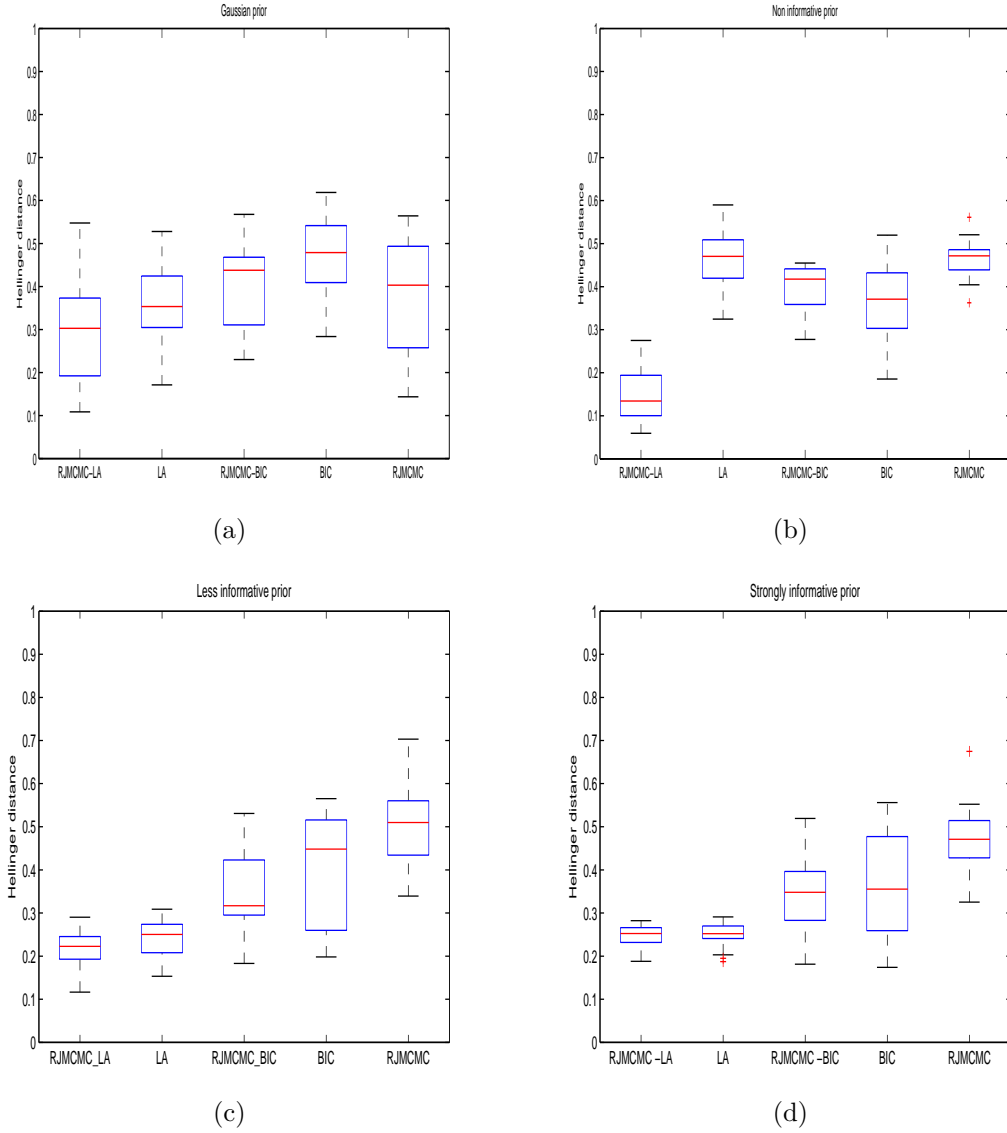 Gaussian prior
Hellinger distance
1
0.9
0.8
0.7
0.6
0.5
0.4
0.3
0.2
0.1
0
RJMCMC-LA LA RJMCMC-BIC BIC RJMCMC
(a)
Non informative prior
Hellinger distance
1
0.9
0.8
0.7
0.6
0.5
0.4
0.3
0.2
0.1
0
RJMCMC-LA LA RJMCMC-BIC BIC RJMCMC
(b)
Less informative prior
Hellinger distance
1
0.9
0.8
0.7
0.6
0.5
0.4
0.3
0.2
0.1
0
RJMCMC_LA LA RJMCMC_BIC BIC RJMCMC
(c)
Strongly informative prior
Hellinger distance
1
0.9
0.8
0.7
0.6
0.5
0.4
0.3
0.2
0.1
0
RJMCMC -LA LA RJMCMC -BIC BIC RJMCMC
(d)